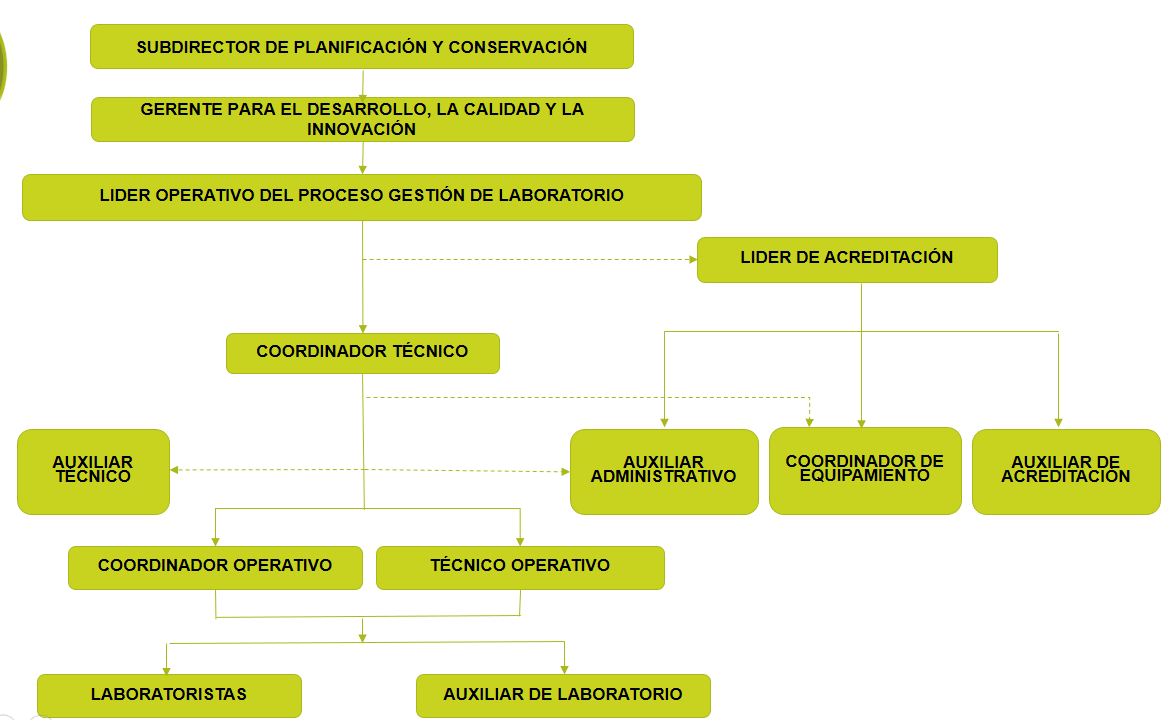 SUBDIRECTOR DE PLANIFICACIÓN Y CONSERVACIÓN
GERENTE PARA EL DESARROLLO, LA CALIDAD Y LA
INNOVACIÓN
LIDER OPERATIVO DEL PROCESO GESTIÓN DE LABORATORIO
LIDER DE ACREDITACIÓN
COORDINADOR TÉCNICO
AUXILIAR
TÉCNICO
AUXILIAR
ADMINISTRATIVO
COORDINADOR DE
EQUIPAMIENTO
AUXILIAR DE
ACREDITACIÓN
COORDINADOR OPERATIVO
TÉCNICO OPERATIVO
LABORATORISTAS
AUXILIAR DE LABORATORIO